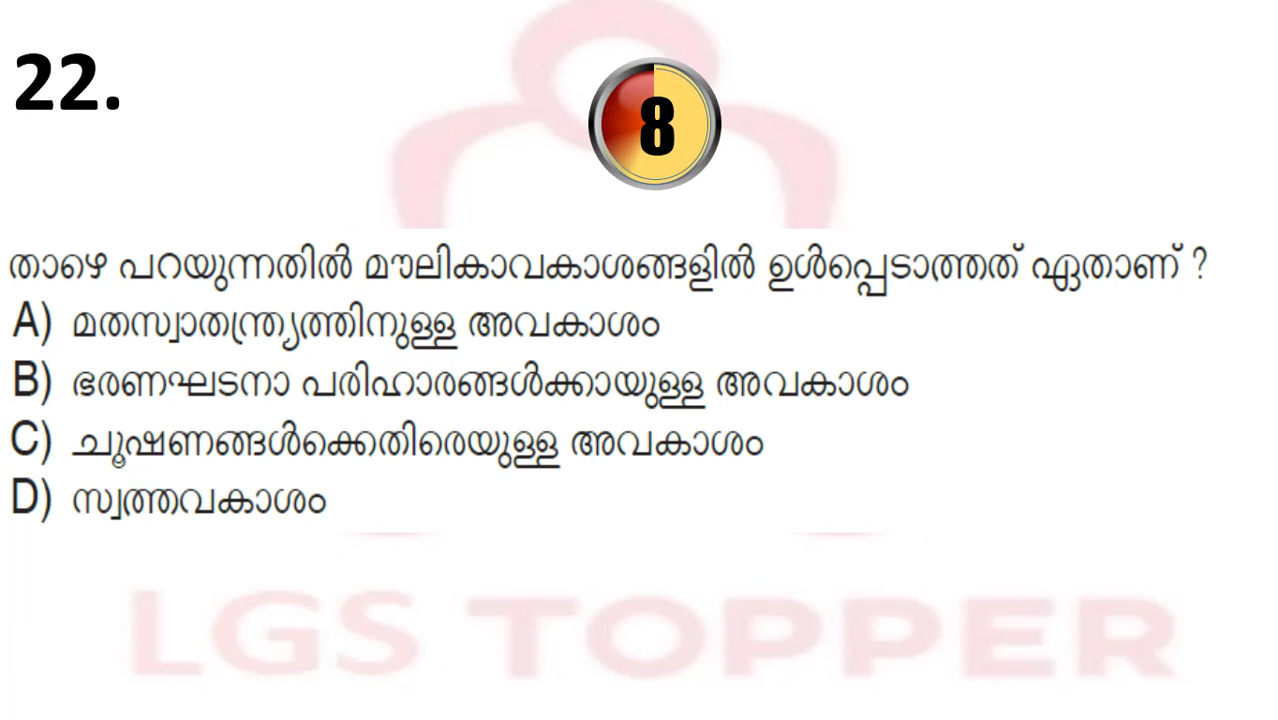 22.
8
താഴെ പറയുന്നതിൽ മൗലികാവകാശങ്ങളിൽ ഉൾപ്പെടാത്തത് ഏതാണ് ?
A) മതസ്വാതന്ത്ര്യത്തിനുള്ള അവകാശം
B) ഭരണഘടനാ പരിഹാരങ്ങൾക്കായുള്ള അവകാശം
C) ചൂഷണങ്ങൾക്കെതിരെയുള്ള അവകാശം
D) സ്വത്തവകാശം
LGS TOPPER